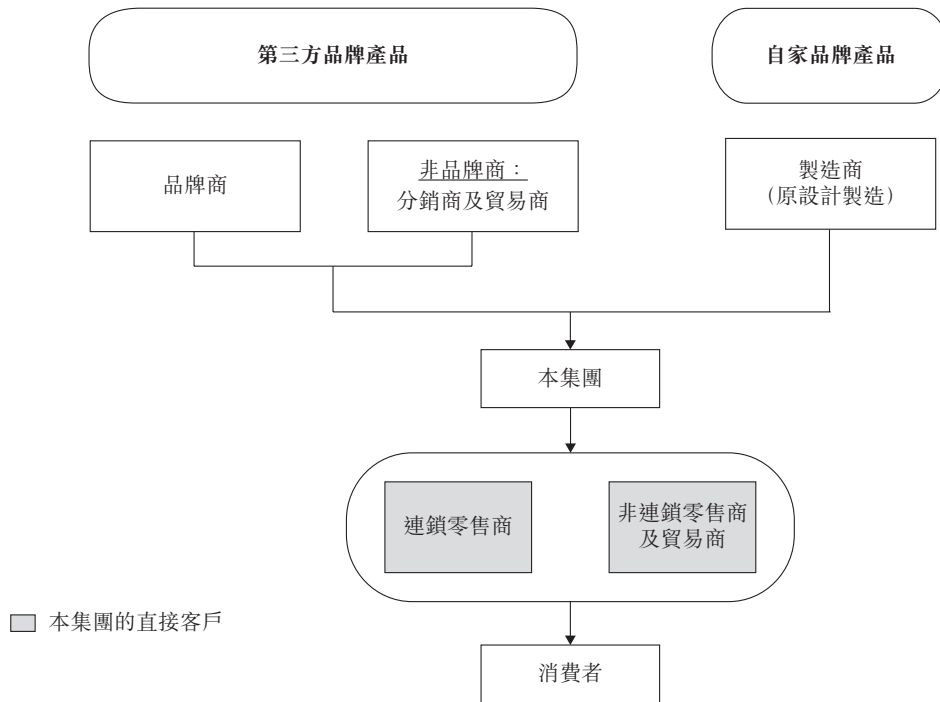 第三方品牌產品
自家品牌產品
品牌商
非品牌商：
分銷商及貿易商
製造商
(原設計製造)
本集團
連鎖零售商
非連鎖零售商
及貿易商
本集團的直接客戶
消費者